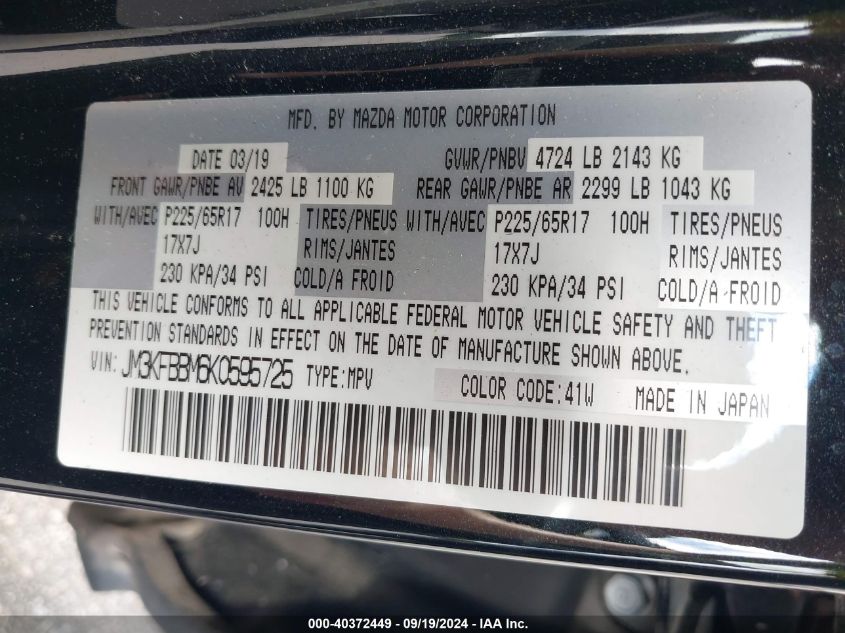 MFD. BY MAZDA MOTOR CORPORATION
DATE 03/19 GVWR/PNBV 4724 LB 2143 KG
FRONT GAWR/PNBE AV 2425 LB 1100 KG REAR GAWR/PNBE AR 2299 LB 1043 KG
WITH/AVEC P225/65R17 100H TIRES/PNEUS WITH/AVEC P225/65R17 100H TIRES/PNEUS
17X7J RIMS/JANTES 17X7J RIMS/JANTES
230 KPA/34 PSI COLD/A FROID 230 KPA/34 PSI COLD/A FROID
THIS VEHICLE CONFORMS TO ALL APPLICABLE FEDERAL MOTOR VEHICLE SAFETY AND THEFT
PREVENTION STANDARDS IN EFFECT ON THE DATE OF MANUFACTURE SHOWN ABOVE.
VIN: JM3KFBBM6K0595725 TYPE:MPV COLOR CODE:41W MADE IN JAPAN
000-40372449 - 09/19/2024 - IAA Inc.